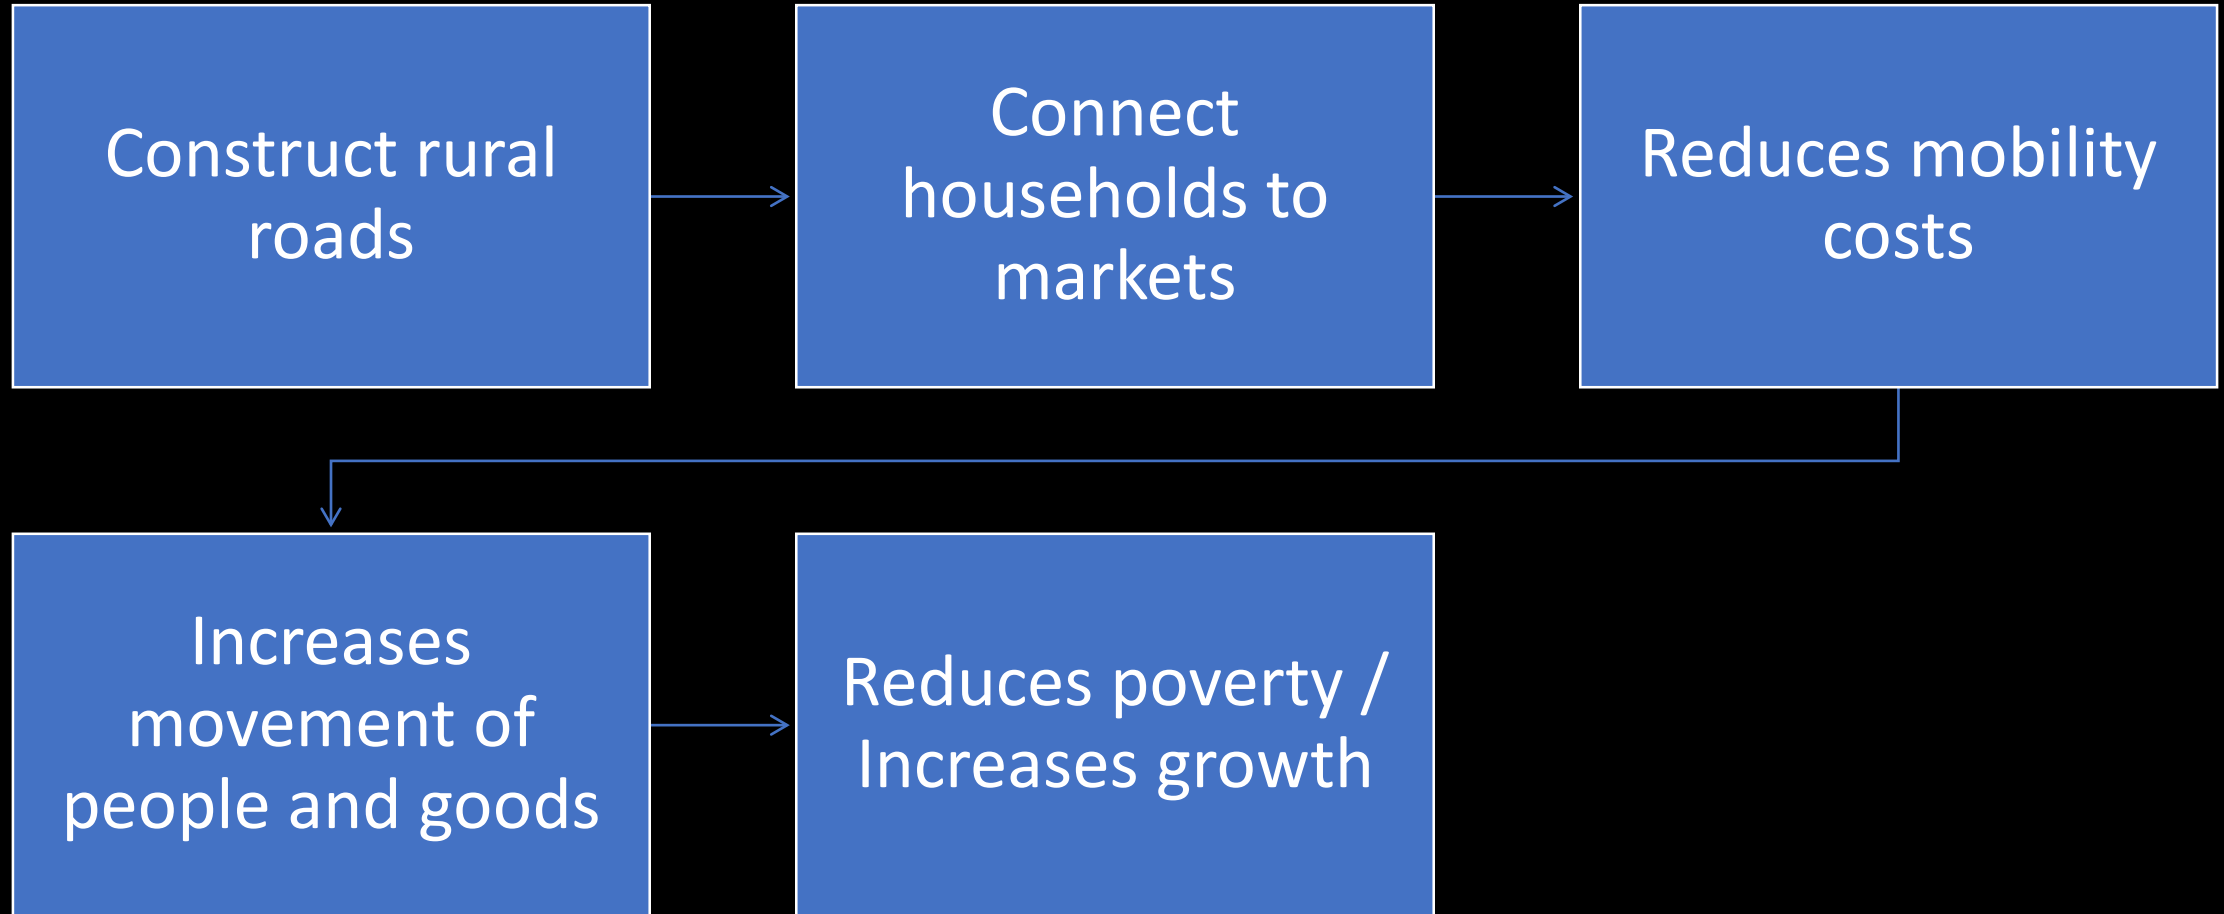 Construct rural
roads
Connect
households to
markets
Reduces mobility
costs
Increases
movement of
people and goods
Reduces poverty /
Increases growth